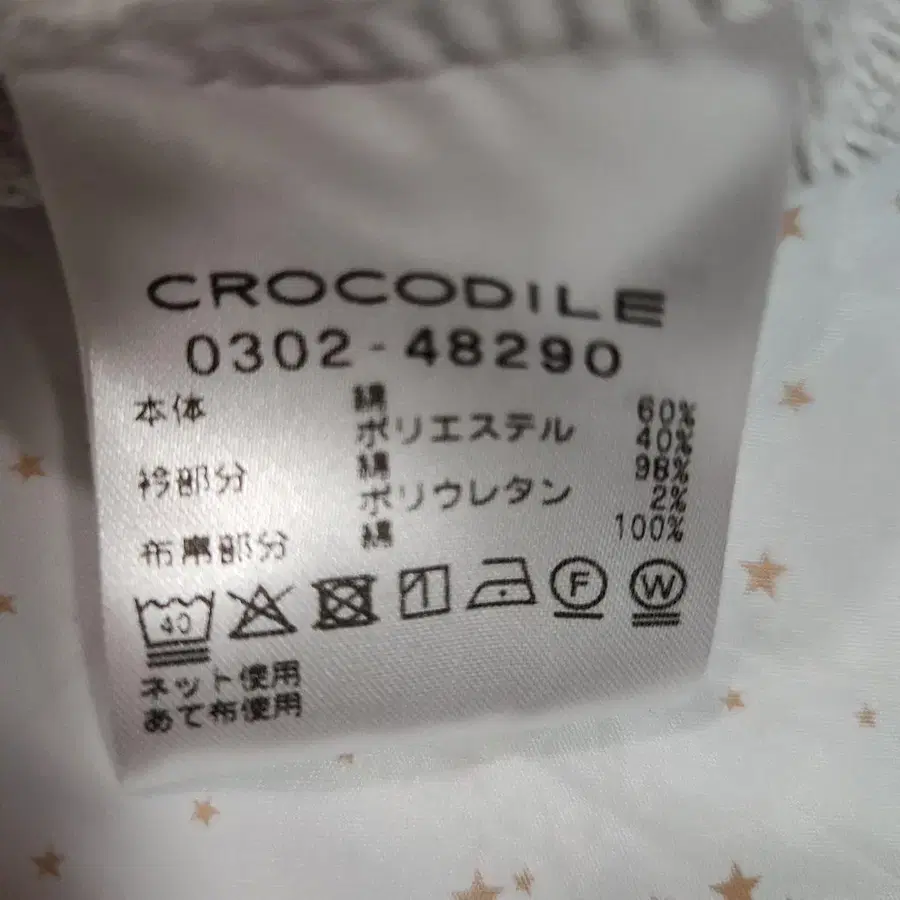 CROCODILE
0302-48290
本体 綿 60%
ポリエステル 40%
衿部分 綿 98%
ポリウレタン 2%
布帛部分 綿 100%
40 F W
ネット使用
あて布使用